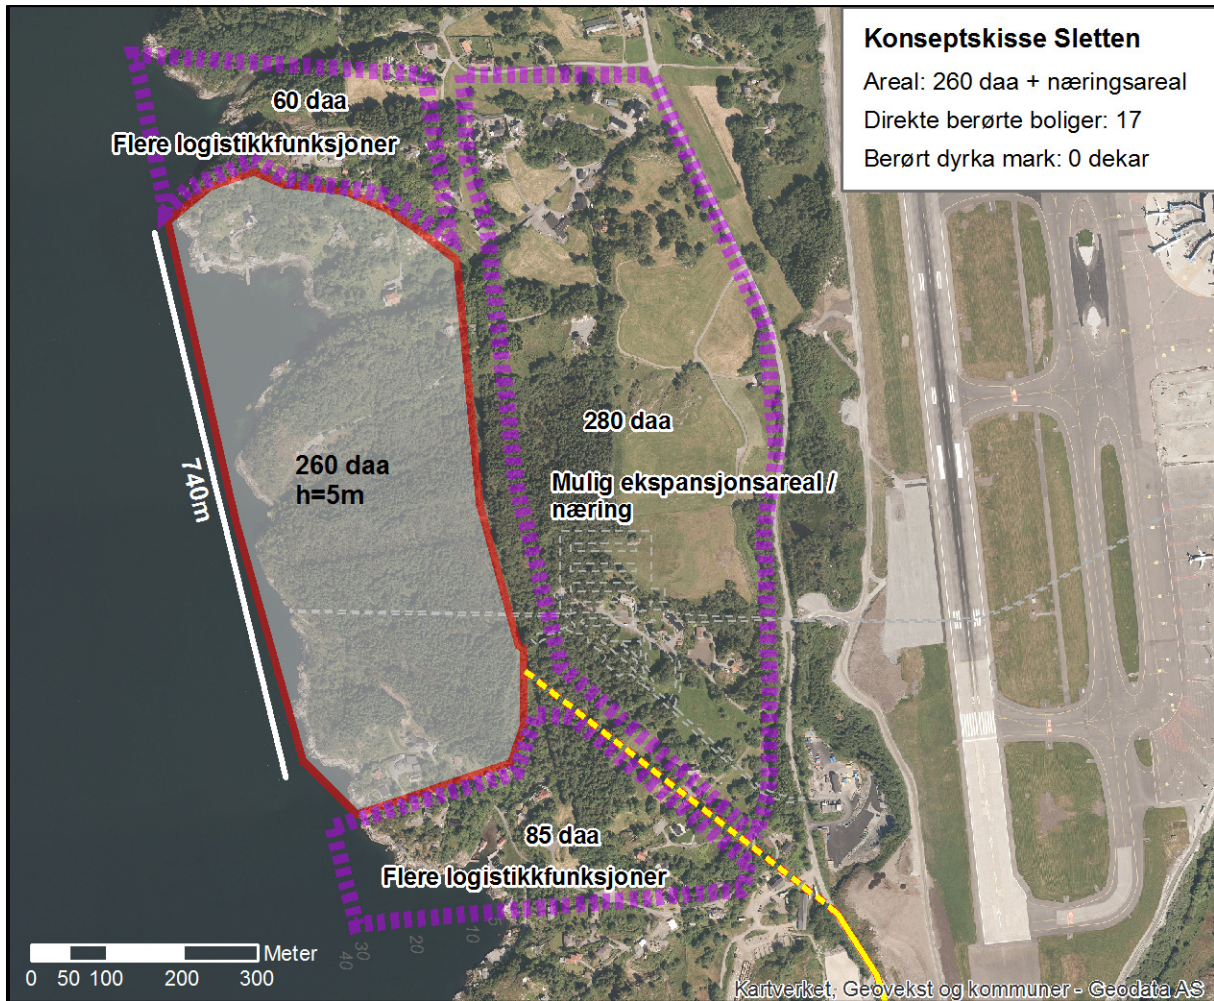 Konseptskisse Sletten
Areal: 260 daa + næringsareal
Direkte berørte boliger: 17
Berørt dyrka mark: 0 dekar
60 daa
Flere logistikkfunksjoner
280 daa
Mulig ekspansjonsareal /
næring
260 daa
h=5m
740m
85 daa
Flere logistikkfunksjoner
10
20
30
40
Meter
0 50 100 200 300
Kartverket, Geovekst og kommuner - Geodata AS